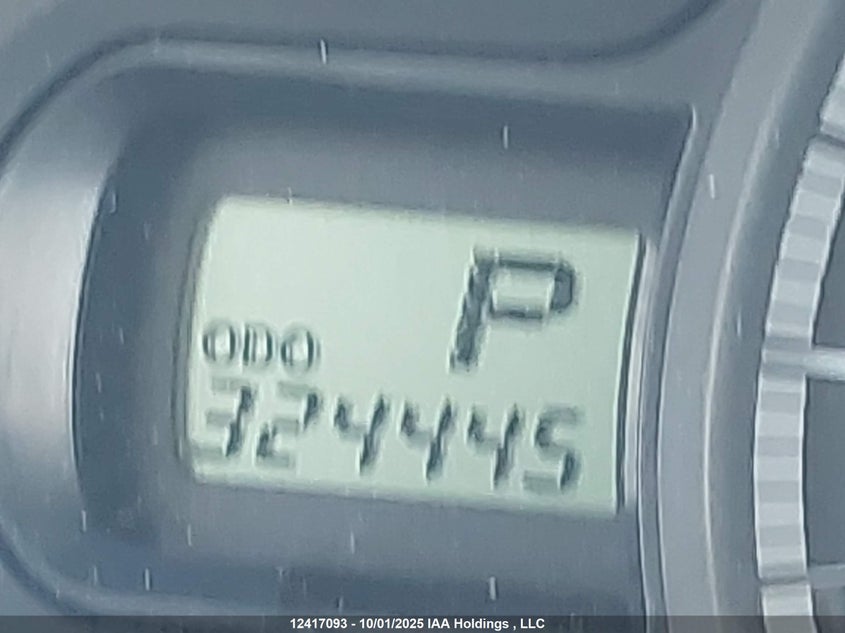 P
ODO
324445
12417093 - 10/01/2025 IAA Holdings , LLC